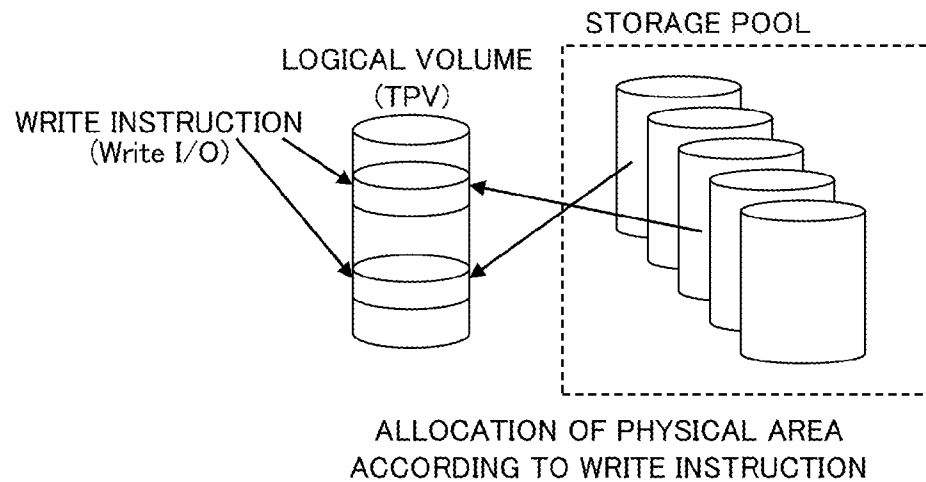 STORAGE POOL
LOGICAL VOLUME
(TPV)
WRITE INSTRUCTION
(Write I/O)
ALLOCATION OF PHYSICAL AREA
ACCORDING TO WRITE INSTRUCTION